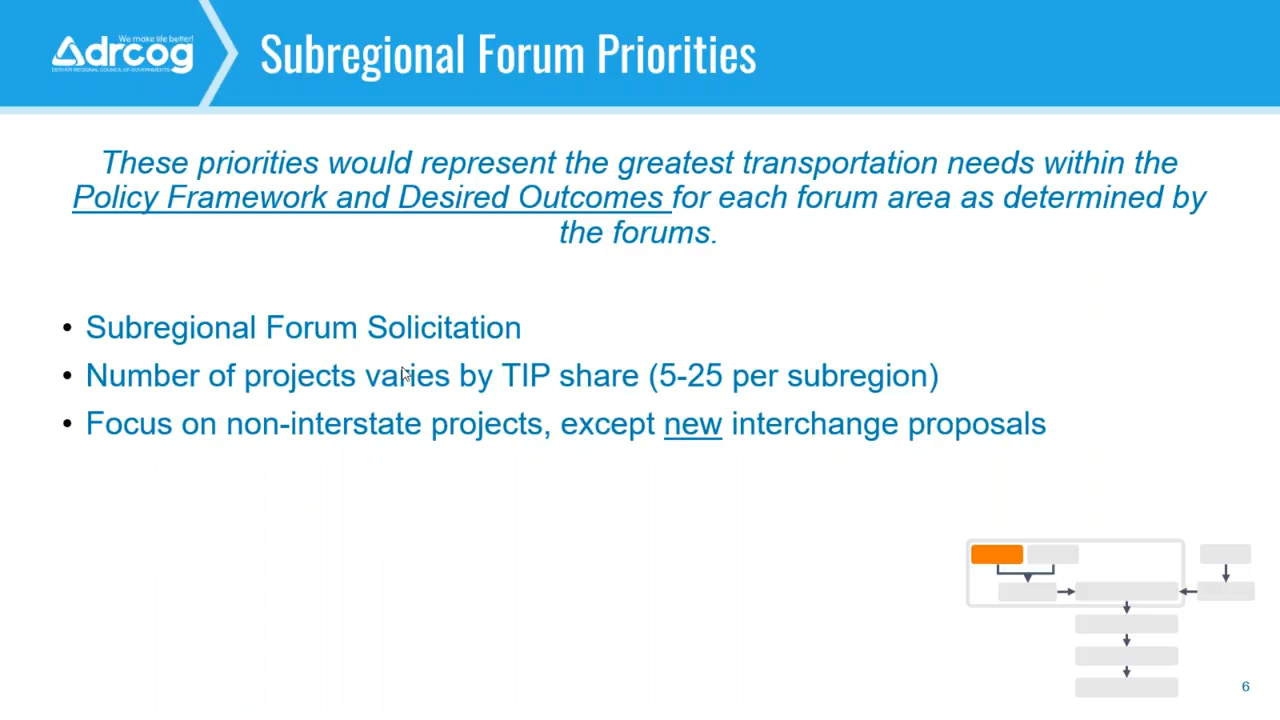 We make life better!
drcog
DENVER REGIONAL COUNCIL OF GOVERNMENTS
Subregional Forum Priorities
These priorities would represent the greatest transportation needs within the
Policy Framework and Desired Outcomes for each forum area as determined by
the forums.
• Subregional Forum Solicitation
• Number of projects varies by TIP share (5-25 per subregion)
• Focus on non-interstate projects, except new interchange proposals
6